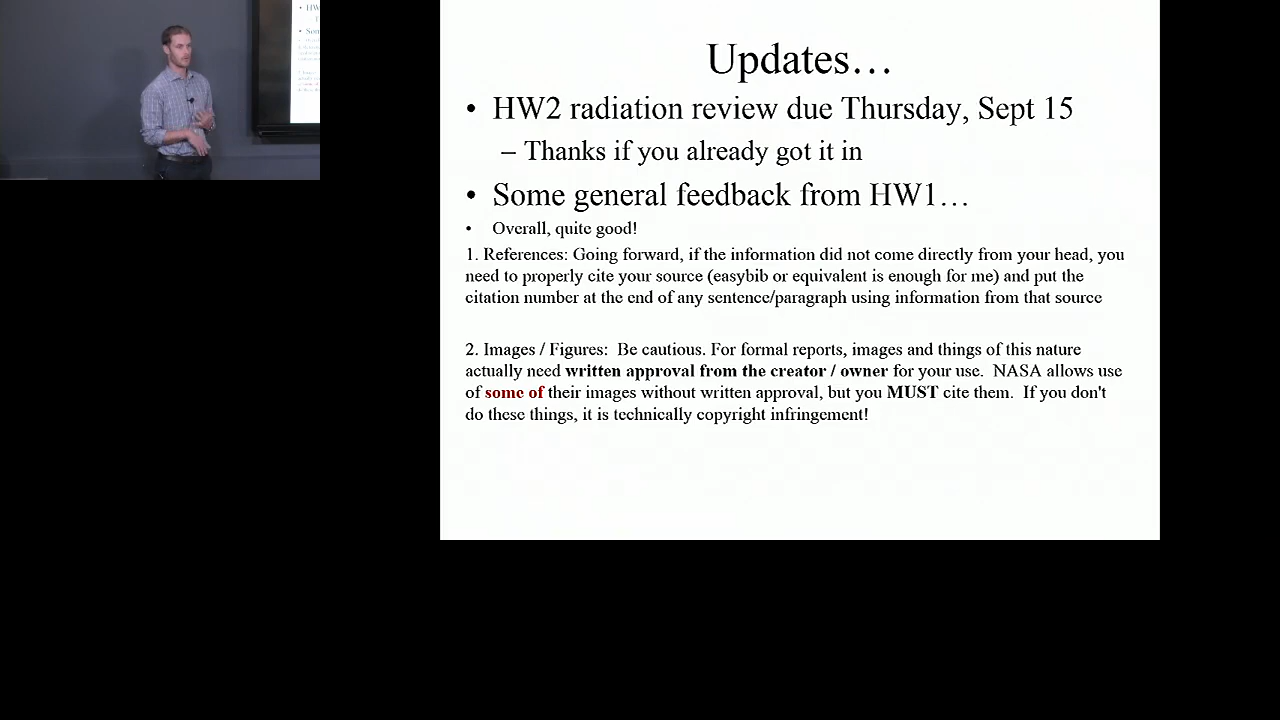 Updates…
• HW2 radiation review due Thursday, Sept 15
– Thanks if you already got it in
• Some general feedback from HW1…
• Overall, quite good!
1. References: Going forward, if the information did not come directly from your head, you
need to properly cite your source (easybib or equivalent is enough for me) and put the
citation number at the end of any sentence/paragraph using information from that source
2. Images / Figures: Be cautious. For formal reports, images and things of this nature
actually need written approval from the creator / owner for your use. NASA allows use
of some of their images without written approval, but you MUST cite them. If you don't
do these things, it is technically copyright infringement!